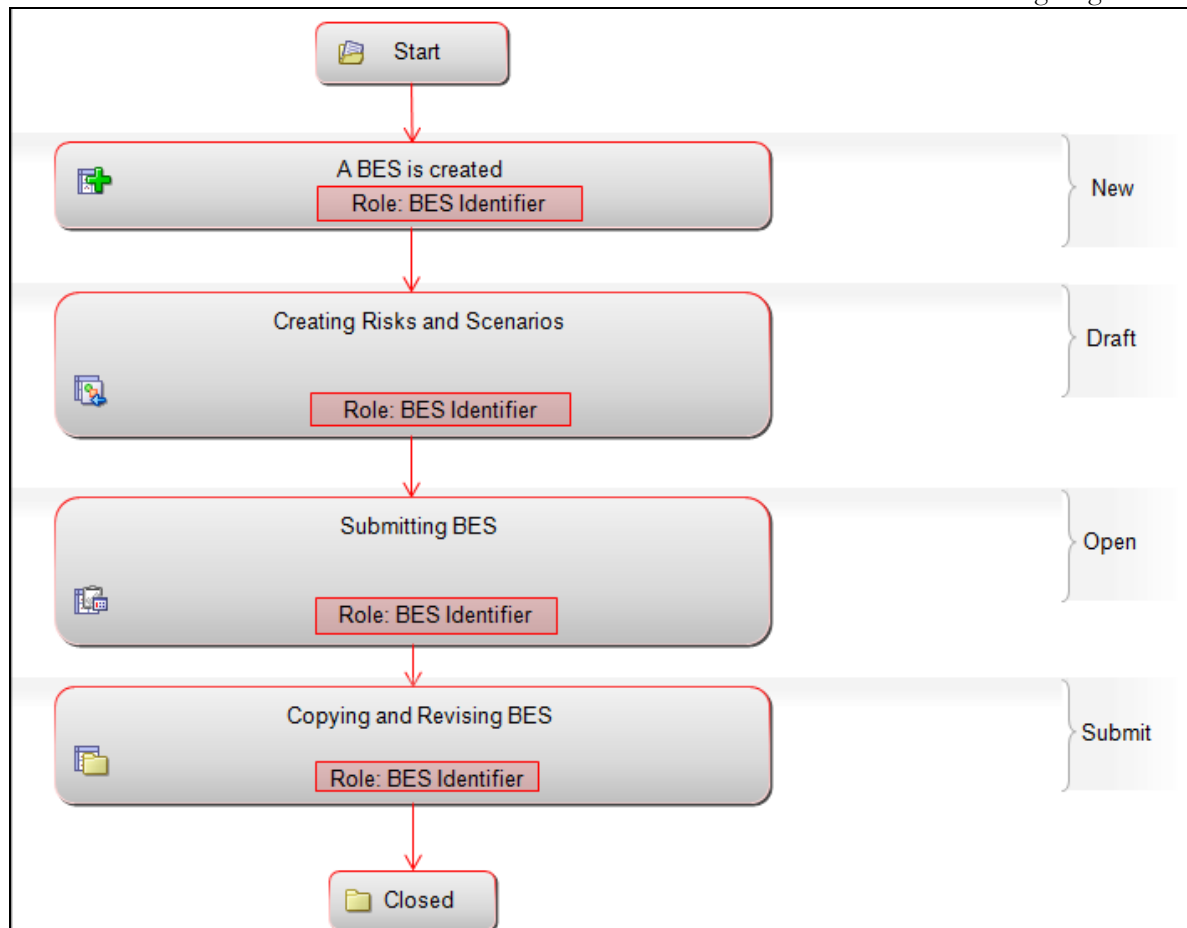 Start
A BES is created
Role: BES Identifier
New
Creating Risks and Scenarios
Draft
Role: BES Identifier
Submitting BES
Open
Role: BES Identifier
Copying and Revising BES
Submit
Role: BES Identifier
Closed